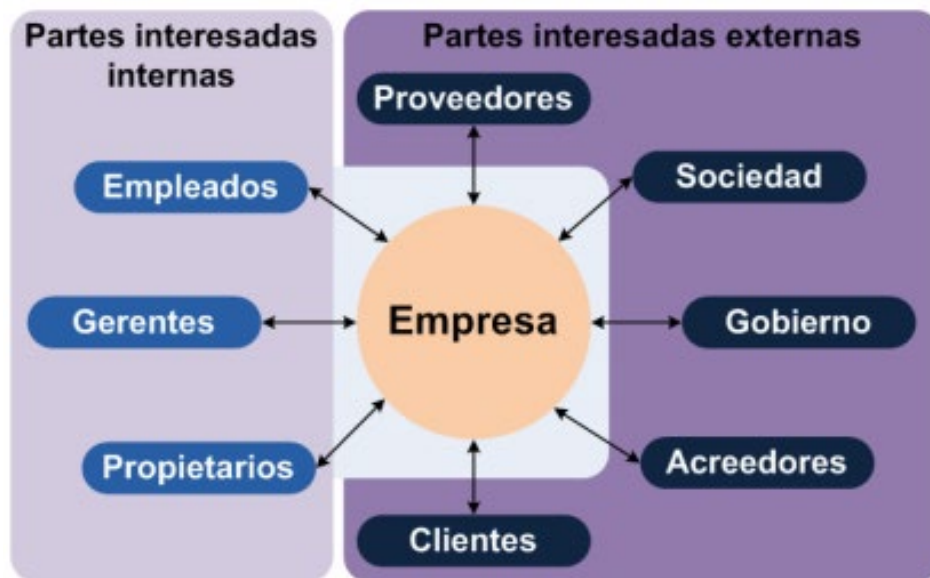 Partes interesadas
internas
Partes interesadas externas
Proveedores
Empleados
Sociedad
Gerentes
Empresa
Gobierno
Propietarios
Acreedores
Clientes